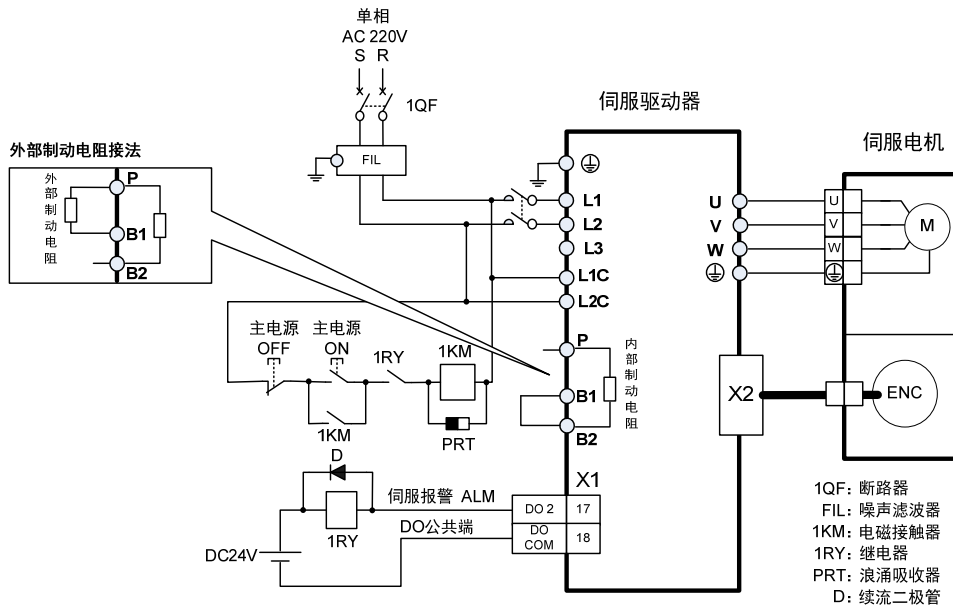 单相
AC 220V
S R
1QF
伺服驱动器
伺服电机
外部制动电阻接法
FIL
外部制动电阻
P
B1
B2
L1
L2
L3
L1C
L2C
U
V
W
U
V
W
M
主电源
OFF
主电源
ON
1RY
1KM
1KM
PRT
P
B1
B2
内部制动电阻
X2
ENC
D
1RY
伺服报警 ALM
DO公共端
DC24V
X1
DO 2 17
DO COM 18
1QF：断路器
FIL：噪声滤波器
1KM：电磁接触器
1RY：继电器
PRT：浪涌吸收器
D：续流二极管